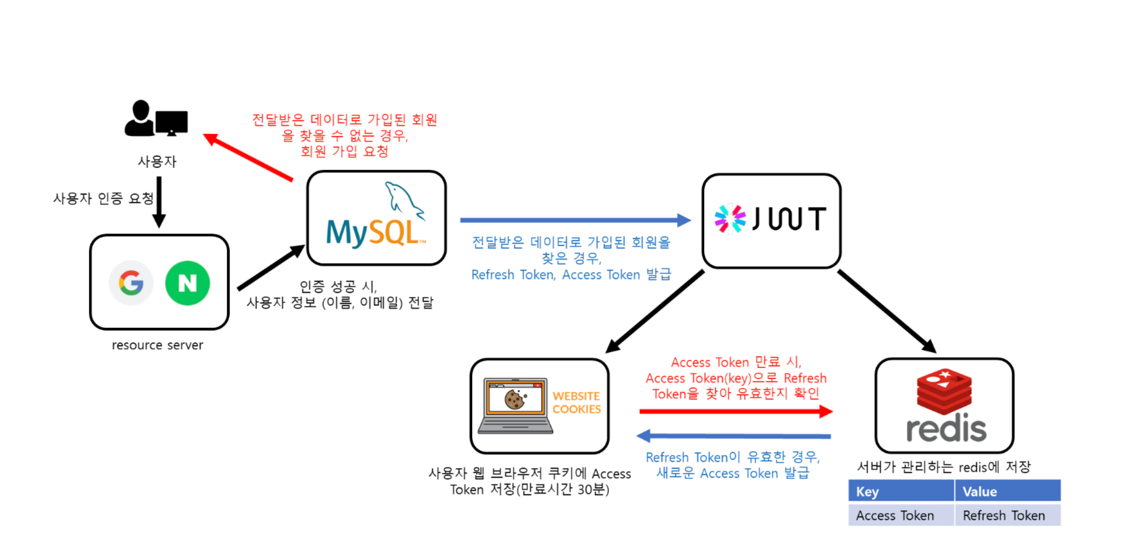 전달받은 데이터로 가입된 회원
을 찾을 수 없는 경우,
회원 가입 요청
사용자
사용자 인증 요청
MySQL™
JWT
전달받은 데이터로 가입된 회원을
찾은 경우,
Refresh Token, Access Token 발급
G
N
인증 성공 시,
사용자 정보 (이름, 이메일) 전달
resource server
Access Token 만료 시,
Access Token(key)으로 Refresh
Token을 찾아 유효한지 확인
WEBSITE
COOKIES
redis
Refresh Token이 유효한 경우,
새로운 Access Token 발급
사용자 웹 브라우저 쿠키에 Access
Token 저장(만료시간 30분)
서버가 관리하는 redis에 저장
Key Value
Access Token Refresh Token